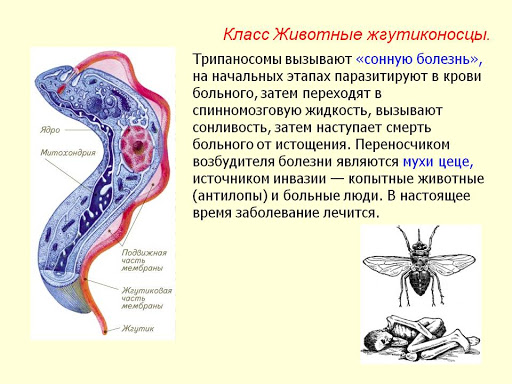 Класс Животные жгутиконосцы.
Трипаносомы вызывают «сонную болезнь»,
на начальных этапах паразитируют в крови
больного, затем переходят в
спинномозговую жидкость, вызывают
сонливость, затем наступает смерть
больного от истощения. Переносчиком
возбудителя болезни являются мухи цеце,
источником инвазии — копытные животные
(антилопы) и больные люди. В настоящее
время заболевание лечится.
Ядро
Митохондрия
Подвижная
часть
мембраны
Жгутиковая
часть
мембраны
Жгутик